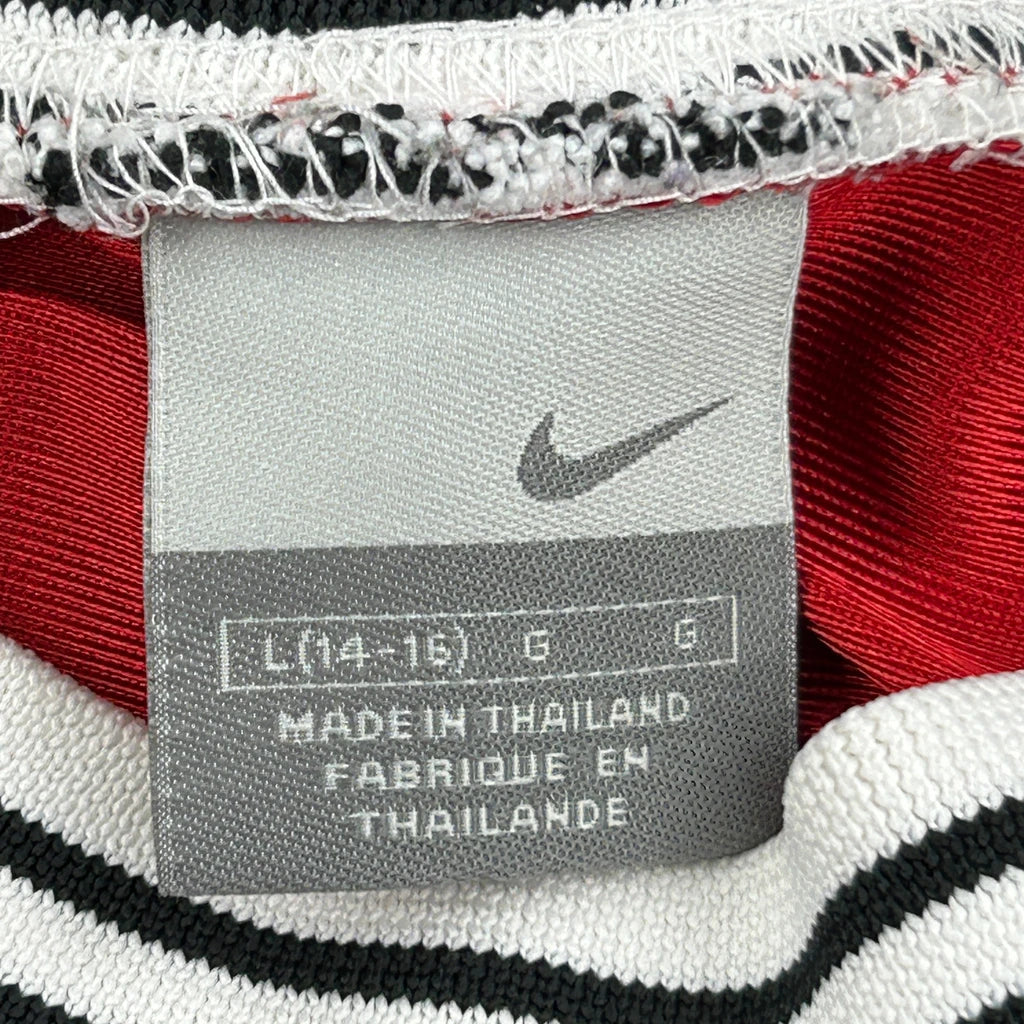 L(14-16) G G
MADE IN THAILAND
FABRIQUE EN
THAILANDE